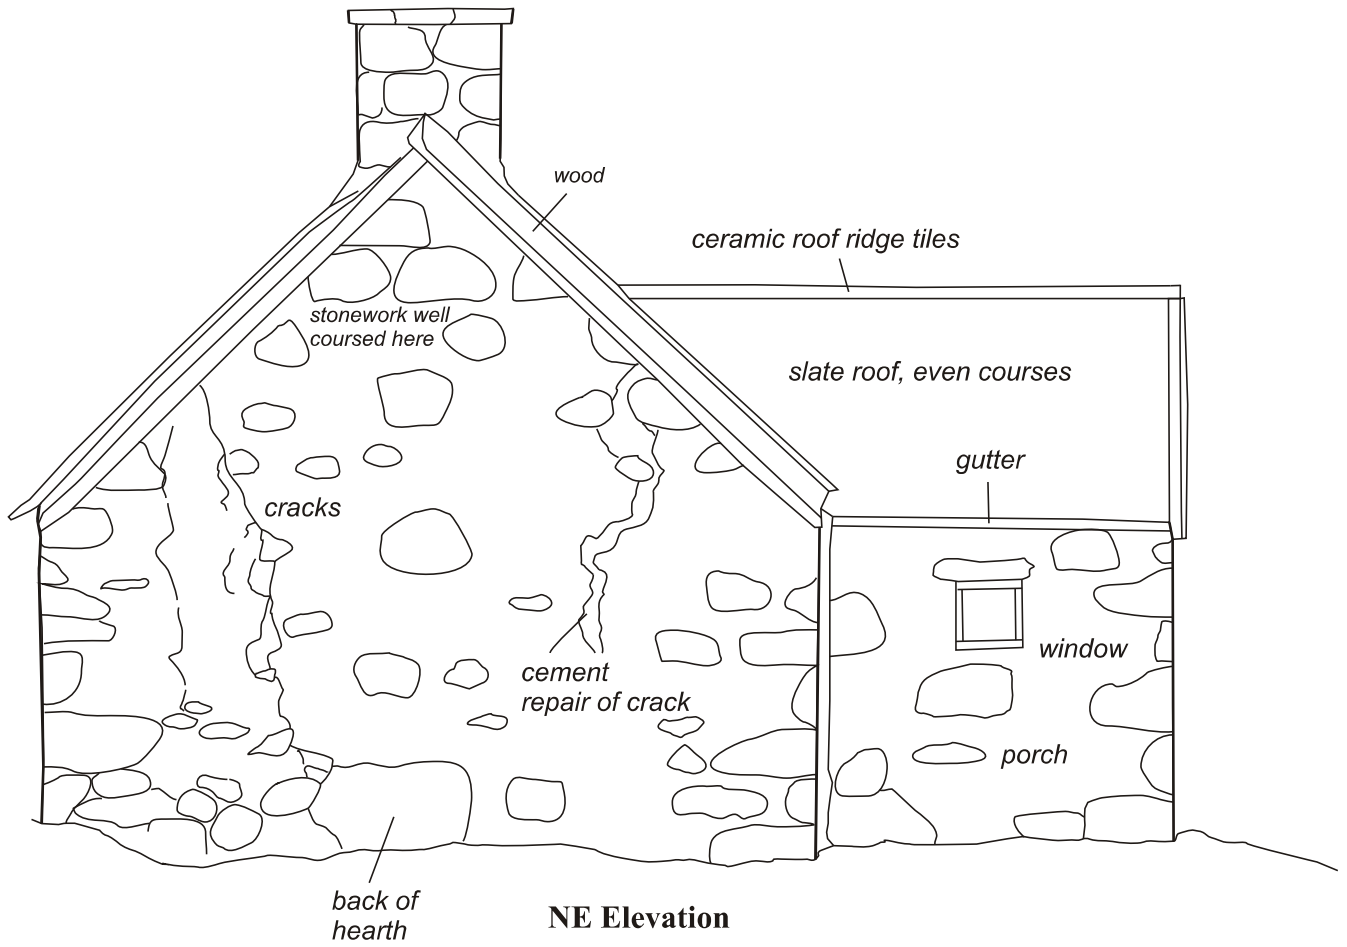 wood
ceramic roof ridge tiles
stonework well
coursed here
slate roof, even courses
gutter
cracks
cement
repair of crack
window
porch
back of
hearth
NE Elevation